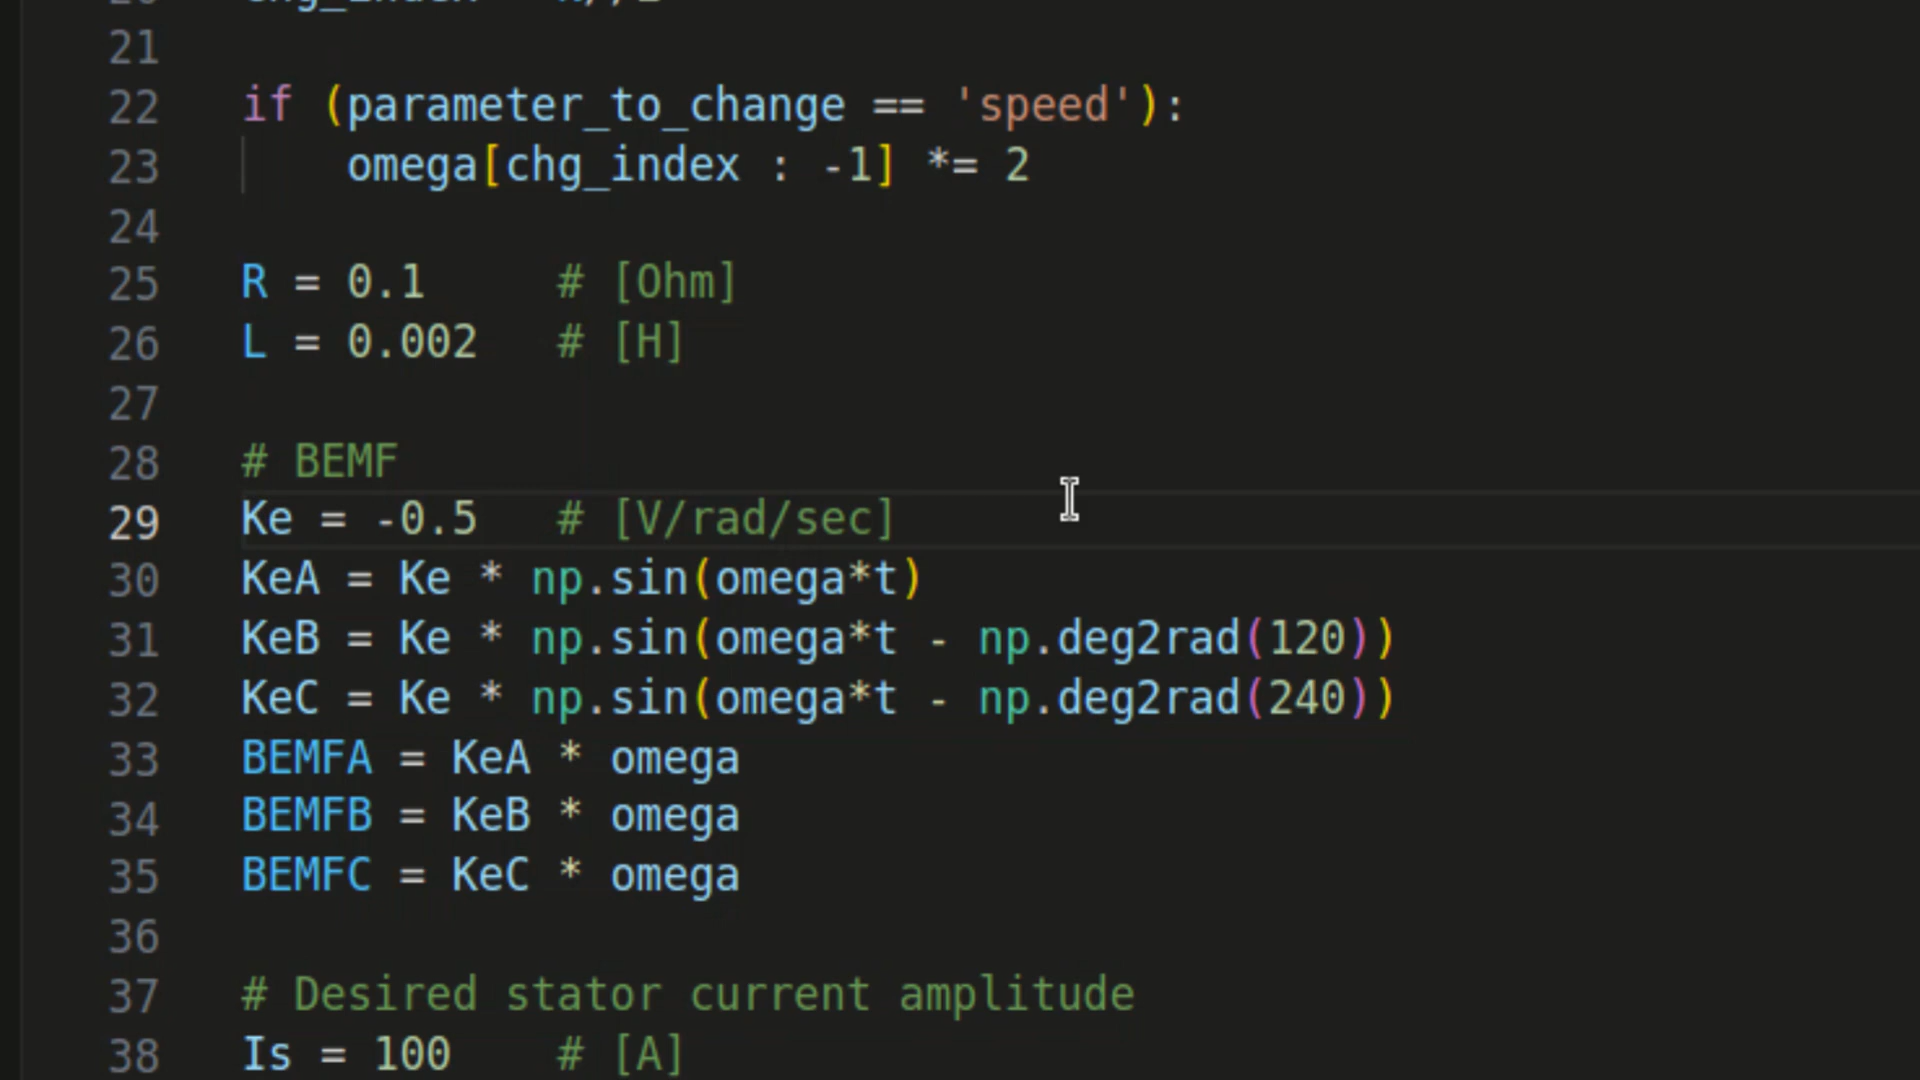 21
22 if (parameter_to_change == 'speed'):
23     omega[chg_index : -1] *= 2
24
25 R = 0.1     # [Ohm]
26 L = 0.002   # [H]
27
28 # BEMF
29 Ke = -0.5   # [V/rad/sec]
30 KeA = Ke * np.sin(omega*t)
31 KeB = Ke * np.sin(omega*t - np.deg2rad(120))
32 KeC = Ke * np.sin(omega*t - np.deg2rad(240))
33 BEMFA = KeA * omega
34 BEMFB = KeB * omega
35 BEMFC = KeC * omega
36
37 # Desired stator current amplitude
38 Is = 100    # [A]